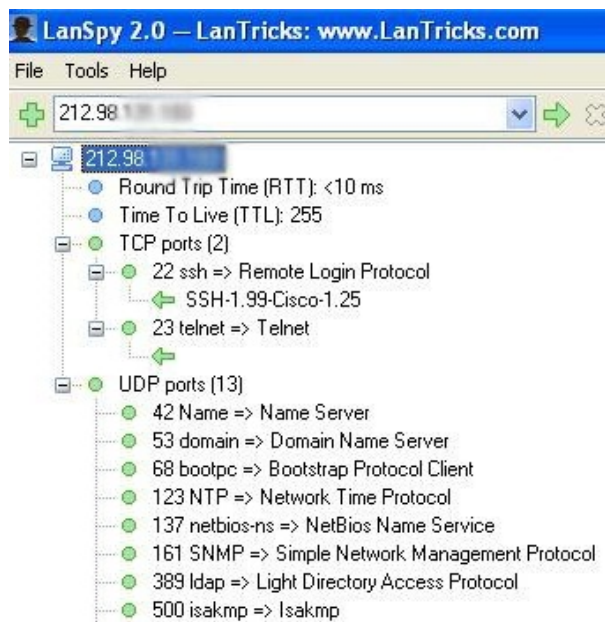 LanSpy 2.0 — LanTricks: www.LanTricks.com
File Tools Help
212.98
212.98
Round Trip Time (RTT): <10 ms
Time To Live (TTL): 255
TCP ports (2)
22 ssh => Remote Login Protocol
SSH-1.99-Cisco-1.25
23 telnet => Telnet
UDP ports (13)
42 Name => Name Server
53 domain => Domain Name Server
68 bootpc => Bootstrap Protocol Client
123 NTP => Network Time Protocol
137 netbios-ns => NetBios Name Service
161 SNMP => Simple Network Management Protocol
389 ldap => Light Directory Access Protocol
500 isakmp => Isakmp